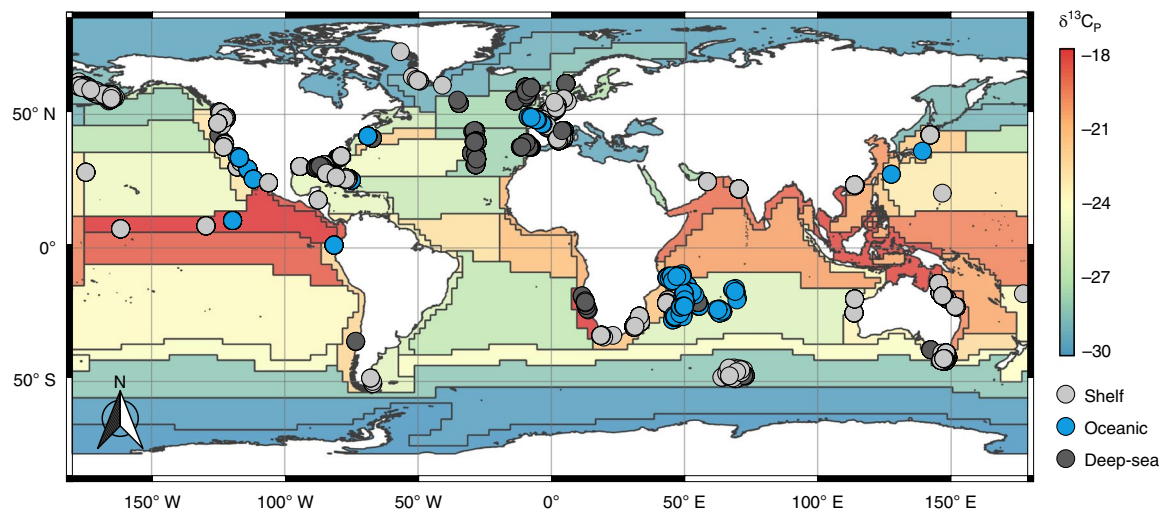 δ¹³Cₚ
-18
-21
-24
-27
-30
50° N
0°
50° S
N
150° W
100° W
50° W
0°
50° E
100° E
150° E
Shelf
Oceanic
Deep-sea